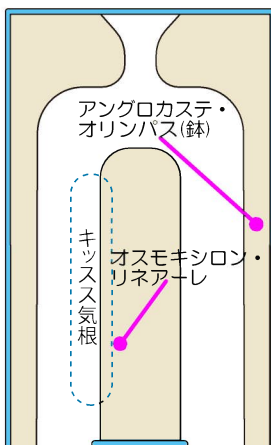 アングロカステ・
オリンパス(鉢)
キッスス気根
オスモキシロン・
リネアーレ